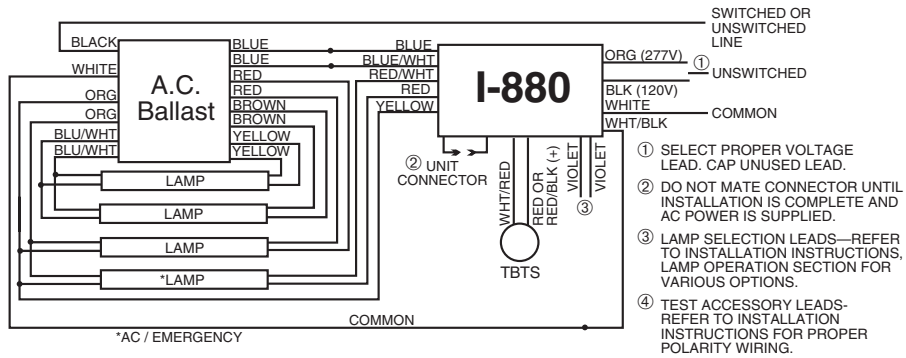 SWITCHED OR
UNSWITCHED
LINE
BLACK
WHITE
ORG
ORG
BLU/WHT
BLU/WHT
A.C.
Ballast
BLUE
BLUE
RED
RED
BROWN
BROWN
YELLOW
YELLOW
BLUE
BLUE/WHT
RED/WHT
RED
YELLOW
I-880
ORG (277V)
①
UNSWITCHED
BLK (120V)
WHITE
COMMON
WHT/BLK
② UNIT
CONNECTOR
WHT/RED
RED OR
RED/BLK (+)
VIOLET
VIOLET
③
TBTS
LAMP
LAMP
LAMP
*LAMP
COMMON
*AC / EMERGENCY
① SELECT PROPER VOLTAGE
LEAD. CAP UNUSED LEAD.
② DO NOT MATE CONNECTOR UNTIL
INSTALLATION IS COMPLETE AND
AC POWER IS SUPPLIED.
③ LAMP SELECTION LEADS—REFER
TO INSTALLATION INSTRUCTIONS,
LAMP OPERATION SECTION FOR
VARIOUS OPTIONS.
④ TEST ACCESSORY LEADS-
REFER TO INSTALLATION
INSTRUCTIONS FOR PROPER
POLARITY WIRING.